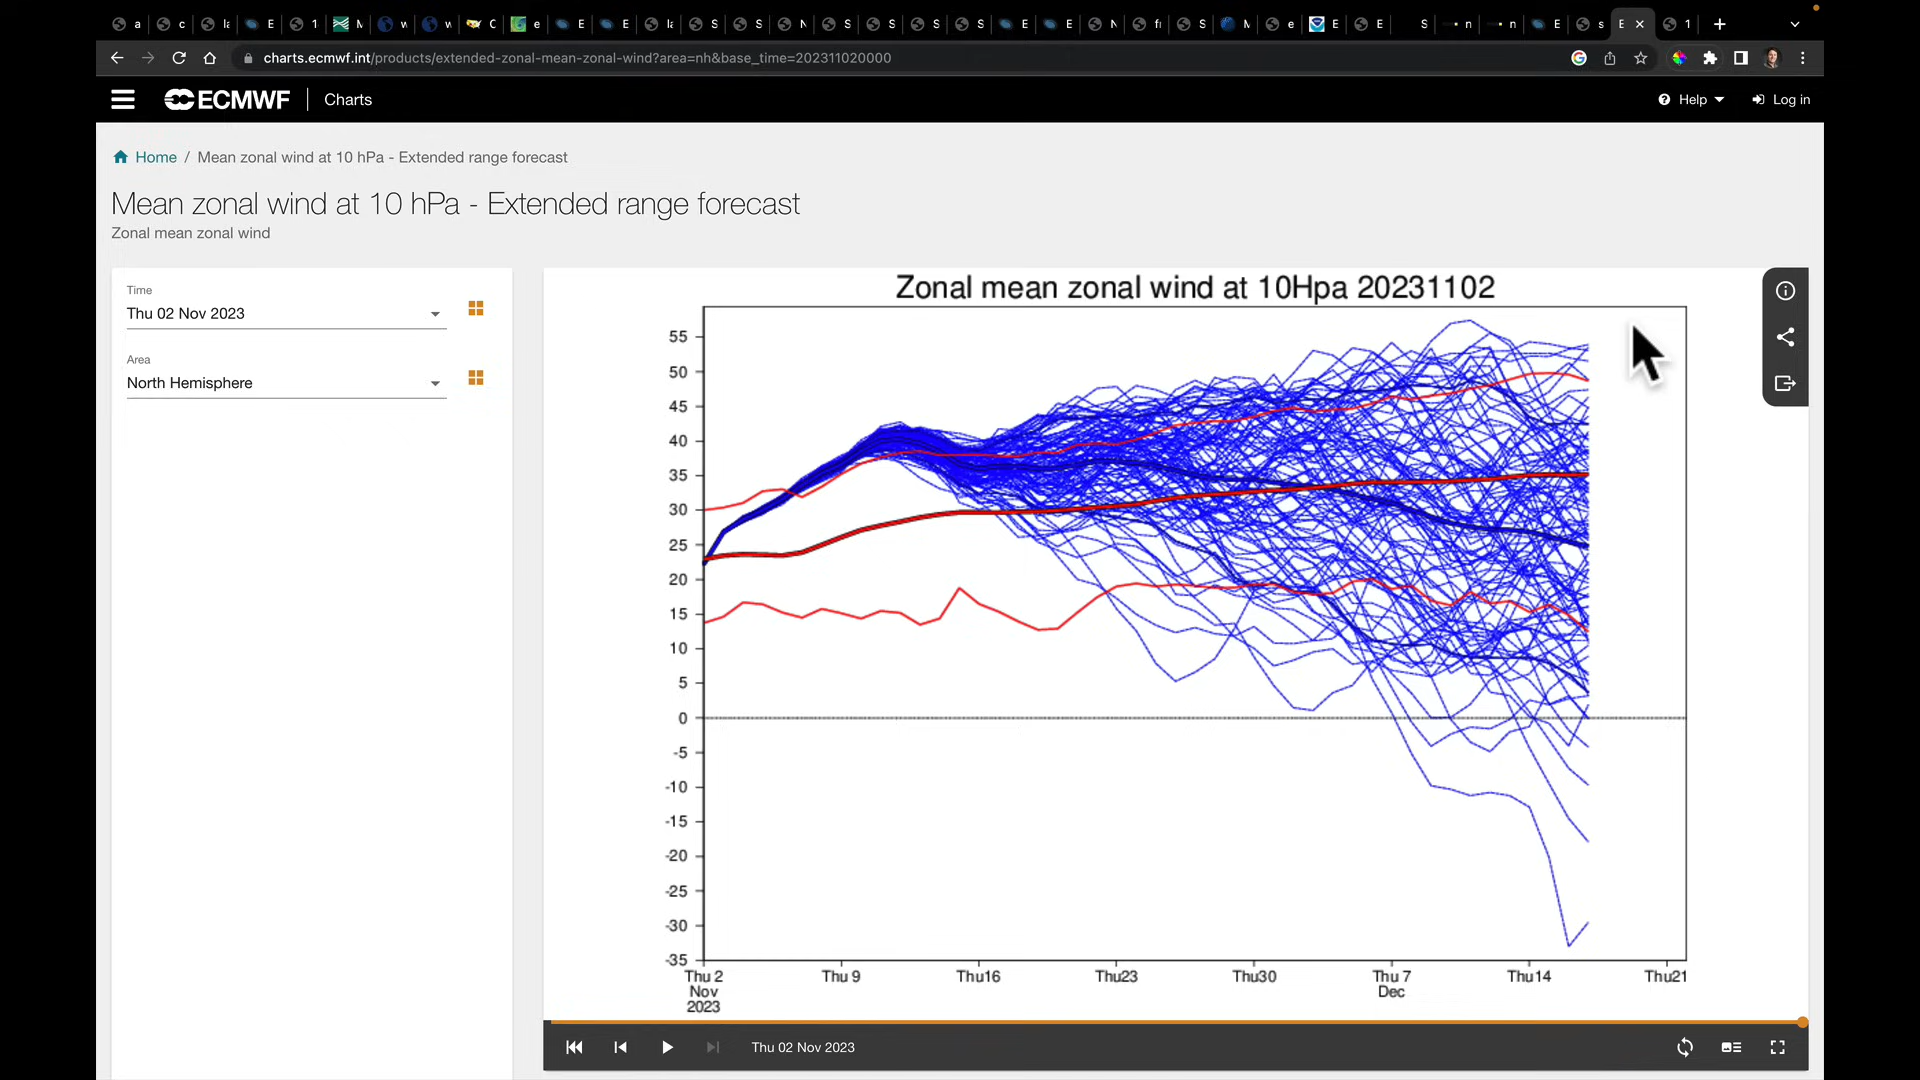 charts.ecmwf.int/products/extended-zonal-mean-zonal-wind?area=nh&base_time=202311020000
ECMWF | Charts
Help
Log in
Home / Mean zonal wind at 10 hPa - Extended range forecast
Mean zonal wind at 10 hPa - Extended range forecast
Zonal mean zonal wind
Time
Thu 02 Nov 2023
Area
North Hemisphere
Zonal mean zonal wind at 10Hpa 20231102
55
50
45
40
35
30
25
20
15
10
5
0
-5
-10
-15
-20
-25
-30
-35
Thu 2 Thu 9 Thu16 Thu23 Thu30 Thu 7 Thu14 Thu21
Nov Dec
2023
Thu 02 Nov 2023